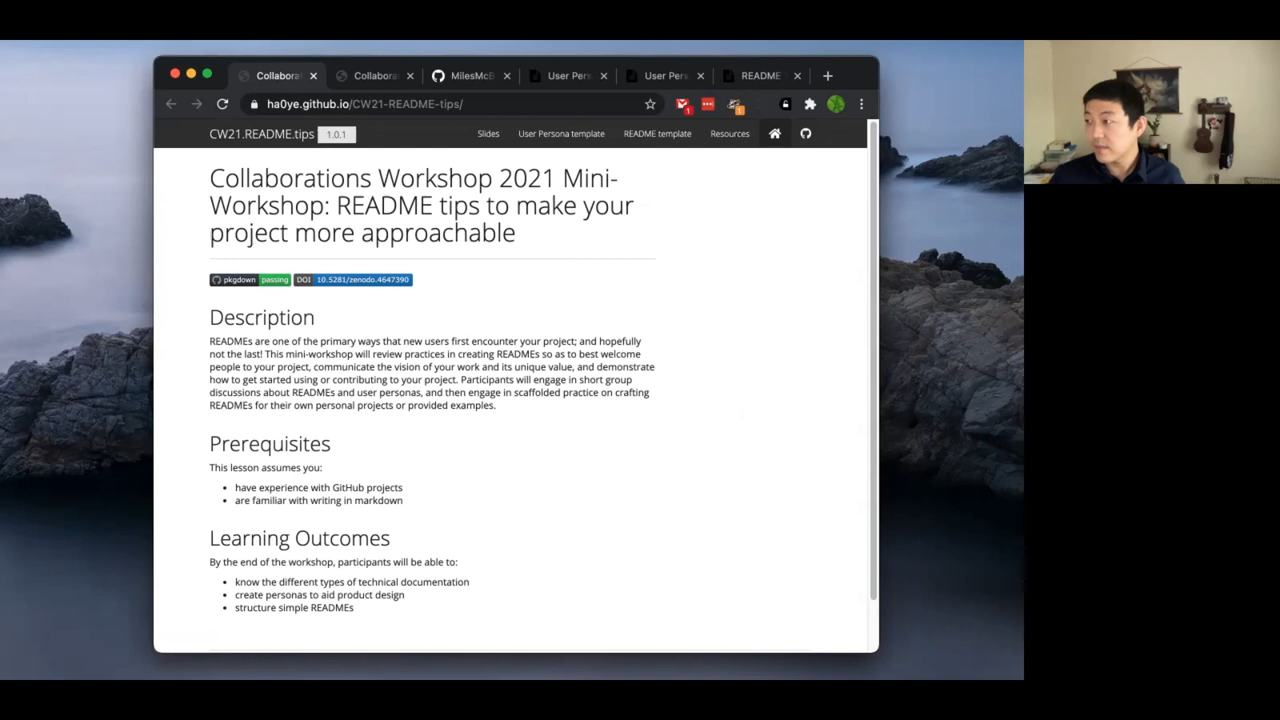 Collabora
Collabora
MilesMcB
User Pers
User Pers
README
ha0ye.github.io/CW21-README-tips/
1
1
CW21.README.tips 1.0.1
Slides
User Persona template
README template
Resources
Collaborations Workshop 2021 Mini-
Workshop: README tips to make your
project more approachable
pkgdown passing DOI 10.5281/zenodo.4647390
Description
READMEs are one of the primary ways that new users first encounter your project; and hopefully
not the last! This mini-workshop will review practices in creating READMEs so as to best welcome
people to your project, communicate the vision of your work and its unique value, and demonstrate
how to get started using or contributing to your project. Participants will engage in short group
discussions about READMEs and user personas, and then engage in scaffolded practice on crafting
READMEs for their own personal projects or provided examples.
Prerequisites
This lesson assumes you:
• have experience with GitHub projects
• are familiar with writing in markdown
Learning Outcomes
By the end of the workshop, participants will be able to:
• know the different types of technical documentation
• create personas to aid product design
• structure simple READMEs